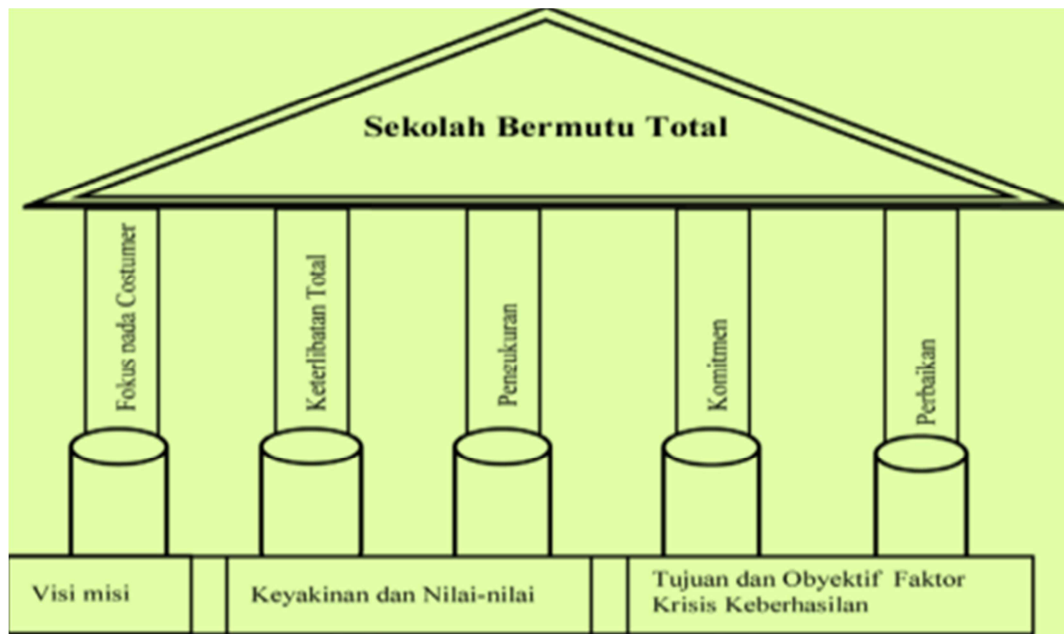 Sekolah Bermutu Total
Fokus pada Costumer
Keterlibatan Total
Pengukuran
Komitmen
Perbaikan
Visi misi
Keyakinan dan Nilai-nilai
Tujuan dan Obyektif Faktor
Krisis Keberhasilan